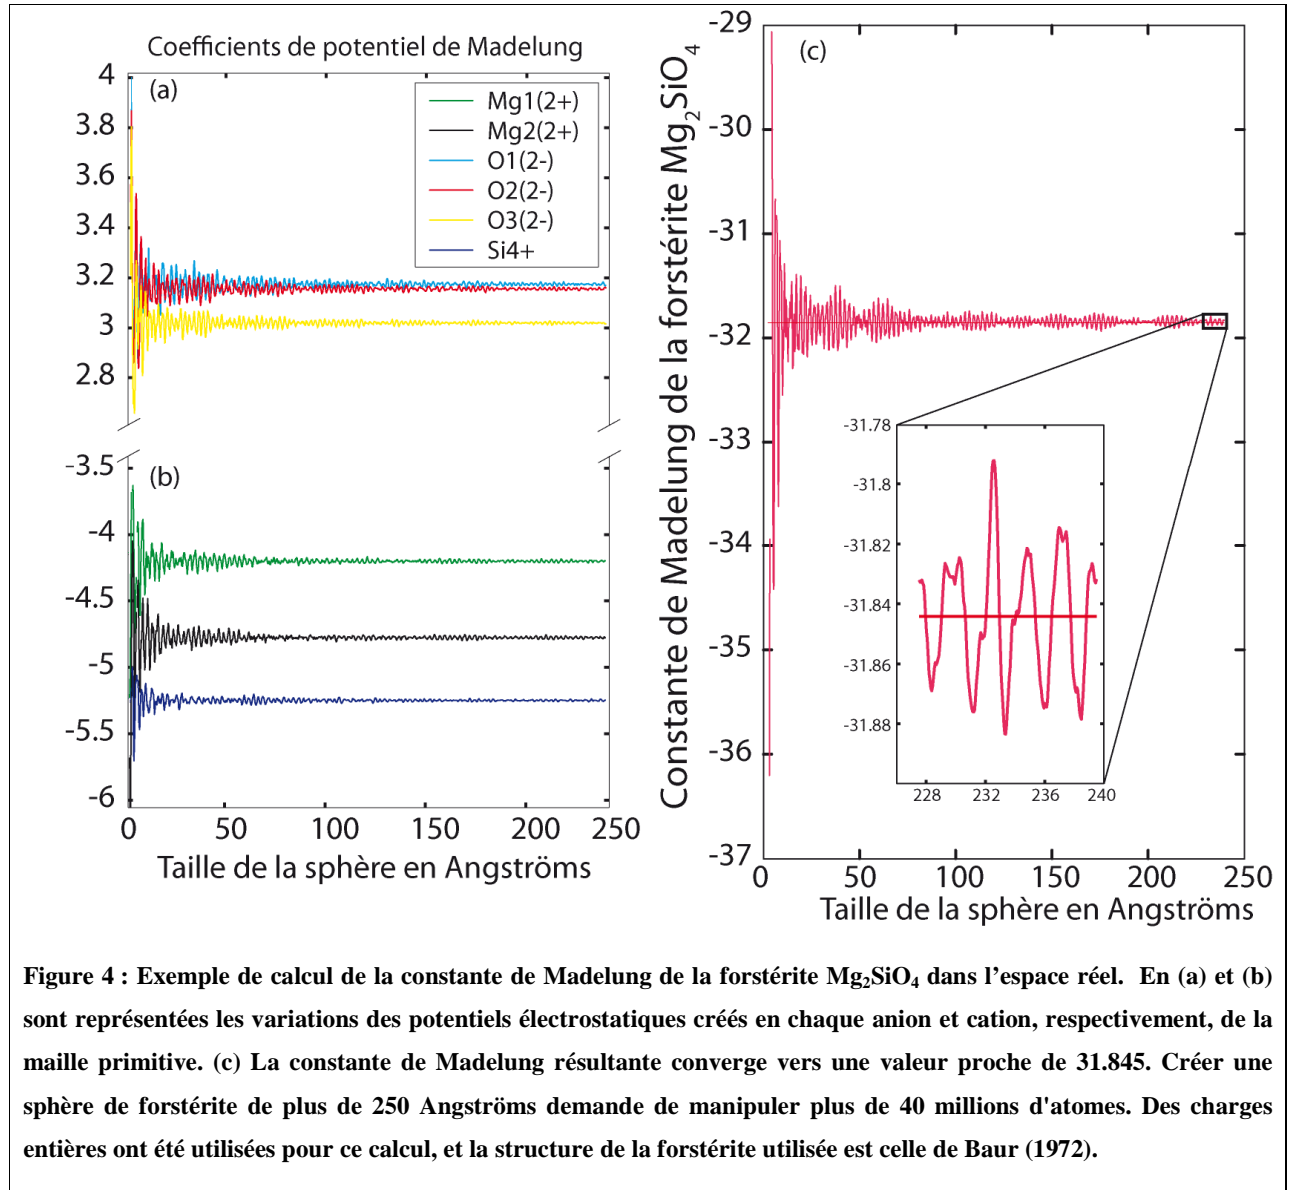 Coefficients de potentiel de Madelung
(a)
4
3.8
3.6
3.4
3.2
3
2.8
Mg1(2+)
Mg2(2+)
O1(2-)
O2(2-)
O3(2-)
Si4+
(b)
-3.5
-4
-4.5
-5
-5.5
-6
0 50 100 150 200 250
Taille de la sphère en Angströms
Constante de Madelung de la forstérite Mg2SiO4
(c)
-29
-30
-31
-32
-33
-34
-35
-36
-37
-31.78
-31.8
-31.82
-31.84
-31.86
-31.88
228 232 236 240
0 50 100 150 200 250
Taille de la sphère en Angströms
Figure 4 : Exemple de calcul de la constante de Madelung de la forstérite Mg2SiO4 dans l’espace réel. En (a) et (b)
sont représentées les variations des potentiels électrostatiques créés en chaque anion et cation, respectivement, de la
maille primitive. (c) La constante de Madelung résultante converge vers une valeur proche de 31.845. Créer une
sphère de forstérite de plus de 250 Angströms demande de manipuler plus de 40 millions d'atomes. Des charges
entières ont été utilisées pour ce calcul, et la structure de la forstérite utilisée est celle de Baur (1972).